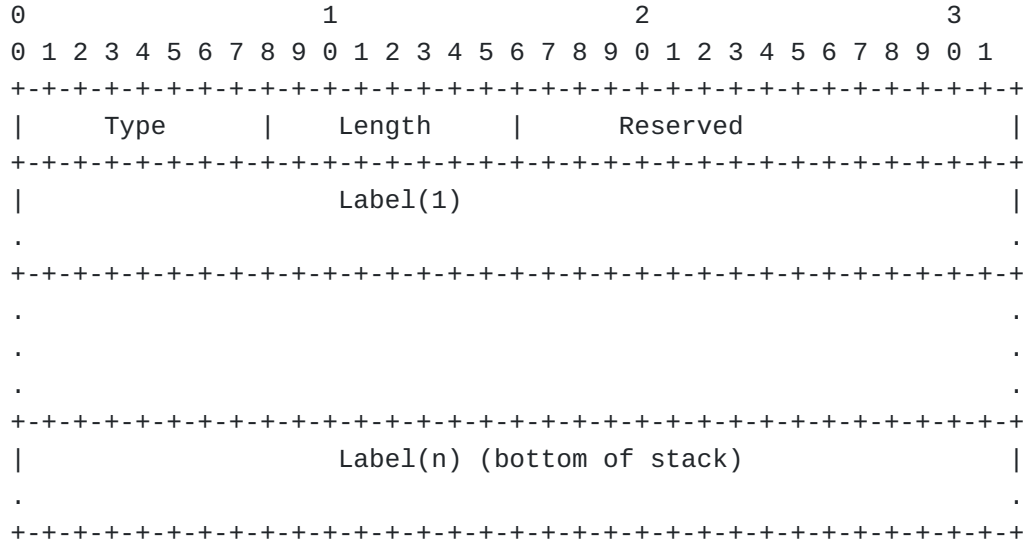 0                   1                   2                   3
0 1 2 3 4 5 6 7 8 9 0 1 2 3 4 5 6 7 8 9 0 1 2 3 4 5 6 7 8 9 0 1
+-+-+-+-+-+-+-+-+-+-+-+-+-+-+-+-+-+-+-+-+-+-+-+-+-+-+-+-+-+-+-+-+
|     Type      |    Length     |      Reserved                 |
+-+-+-+-+-+-+-+-+-+-+-+-+-+-+-+-+-+-+-+-+-+-+-+-+-+-+-+-+-+-+-+-+
|                    Label(1)                                   |
.                                                               .
+-+-+-+-+-+-+-+-+-+-+-+-+-+-+-+-+-+-+-+-+-+-+-+-+-+-+-+-+-+-+-+-+
.                                                               .
.                                                               .
.                                                               .
+-+-+-+-+-+-+-+-+-+-+-+-+-+-+-+-+-+-+-+-+-+-+-+-+-+-+-+-+-+-+-+-+
|                    Label(n) (bottom of stack)                 |
.                                                               .
+-+-+-+-+-+-+-+-+-+-+-+-+-+-+-+-+-+-+-+-+-+-+-+-+-+-+-+-+-+-+-+-+